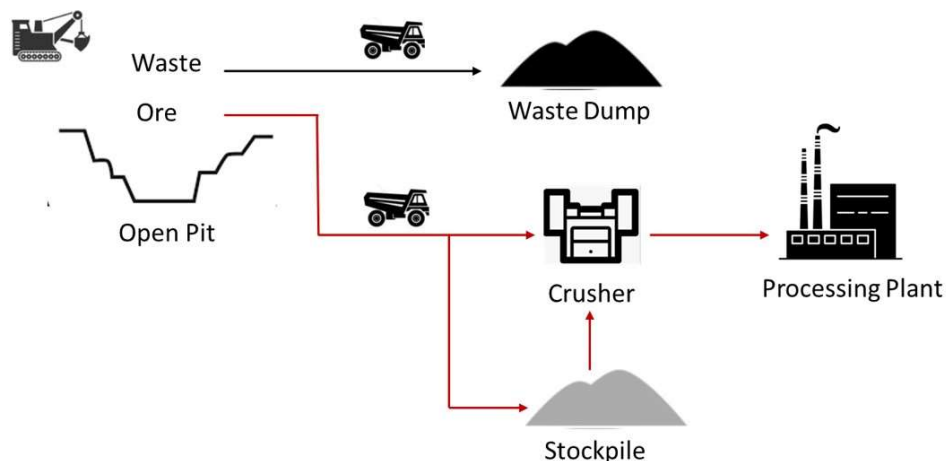 Waste
Waste Dump
Ore
Open Pit
Crusher
Processing Plant
Stockpile